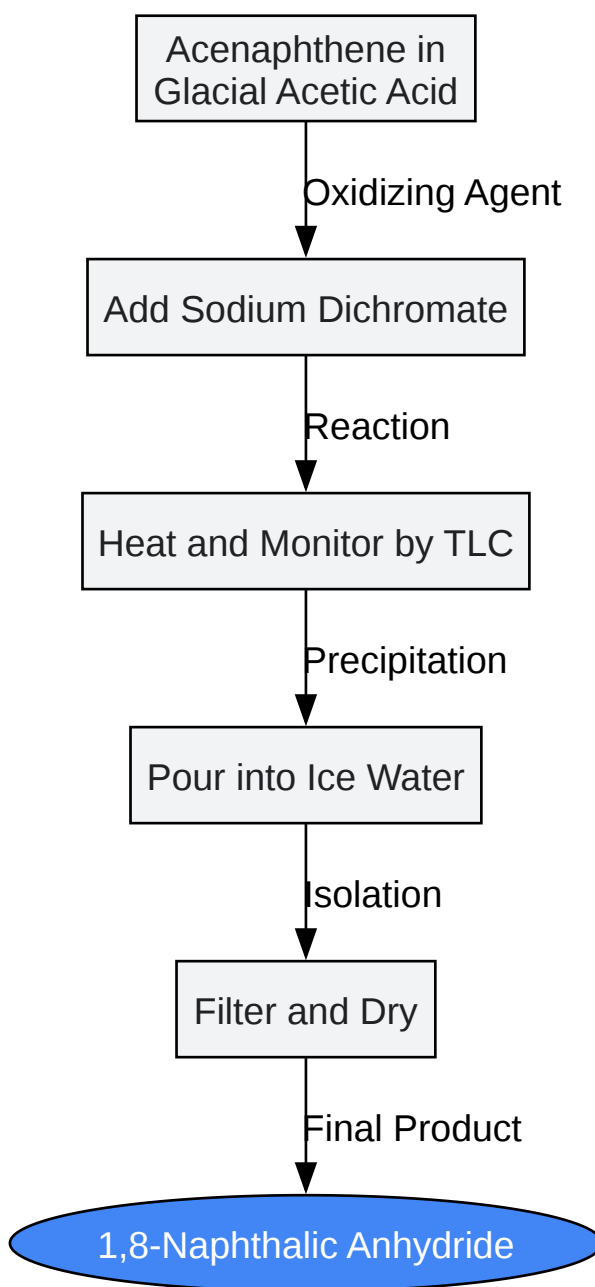 Acenaphthene in
Glacial Acetic Acid
Oxidizing Agent
Add Sodium Dichromate
Reaction
Heat and Monitor by TLC
Precipitation
Pour into Ice Water
Isolation
Filter and Dry
Final Product
1,8-Naphthalic Anhydride